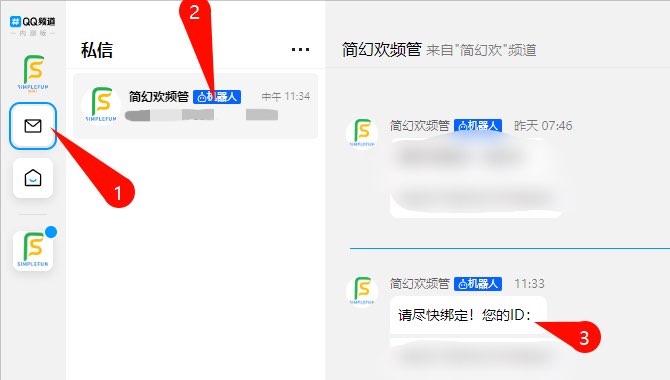 QQ频道
内测版
SIMPLEFUN
私信
简幻欢频管 机器人 中午 11:34
SIMPLEFUN
简幻欢频管 来自"简幻欢"频道
简幻欢频管 机器人 昨天 07:46
简幻欢频管 机器人 11:33
请尽快绑定！您的ID：
SIMPLEFUN
1
2
3